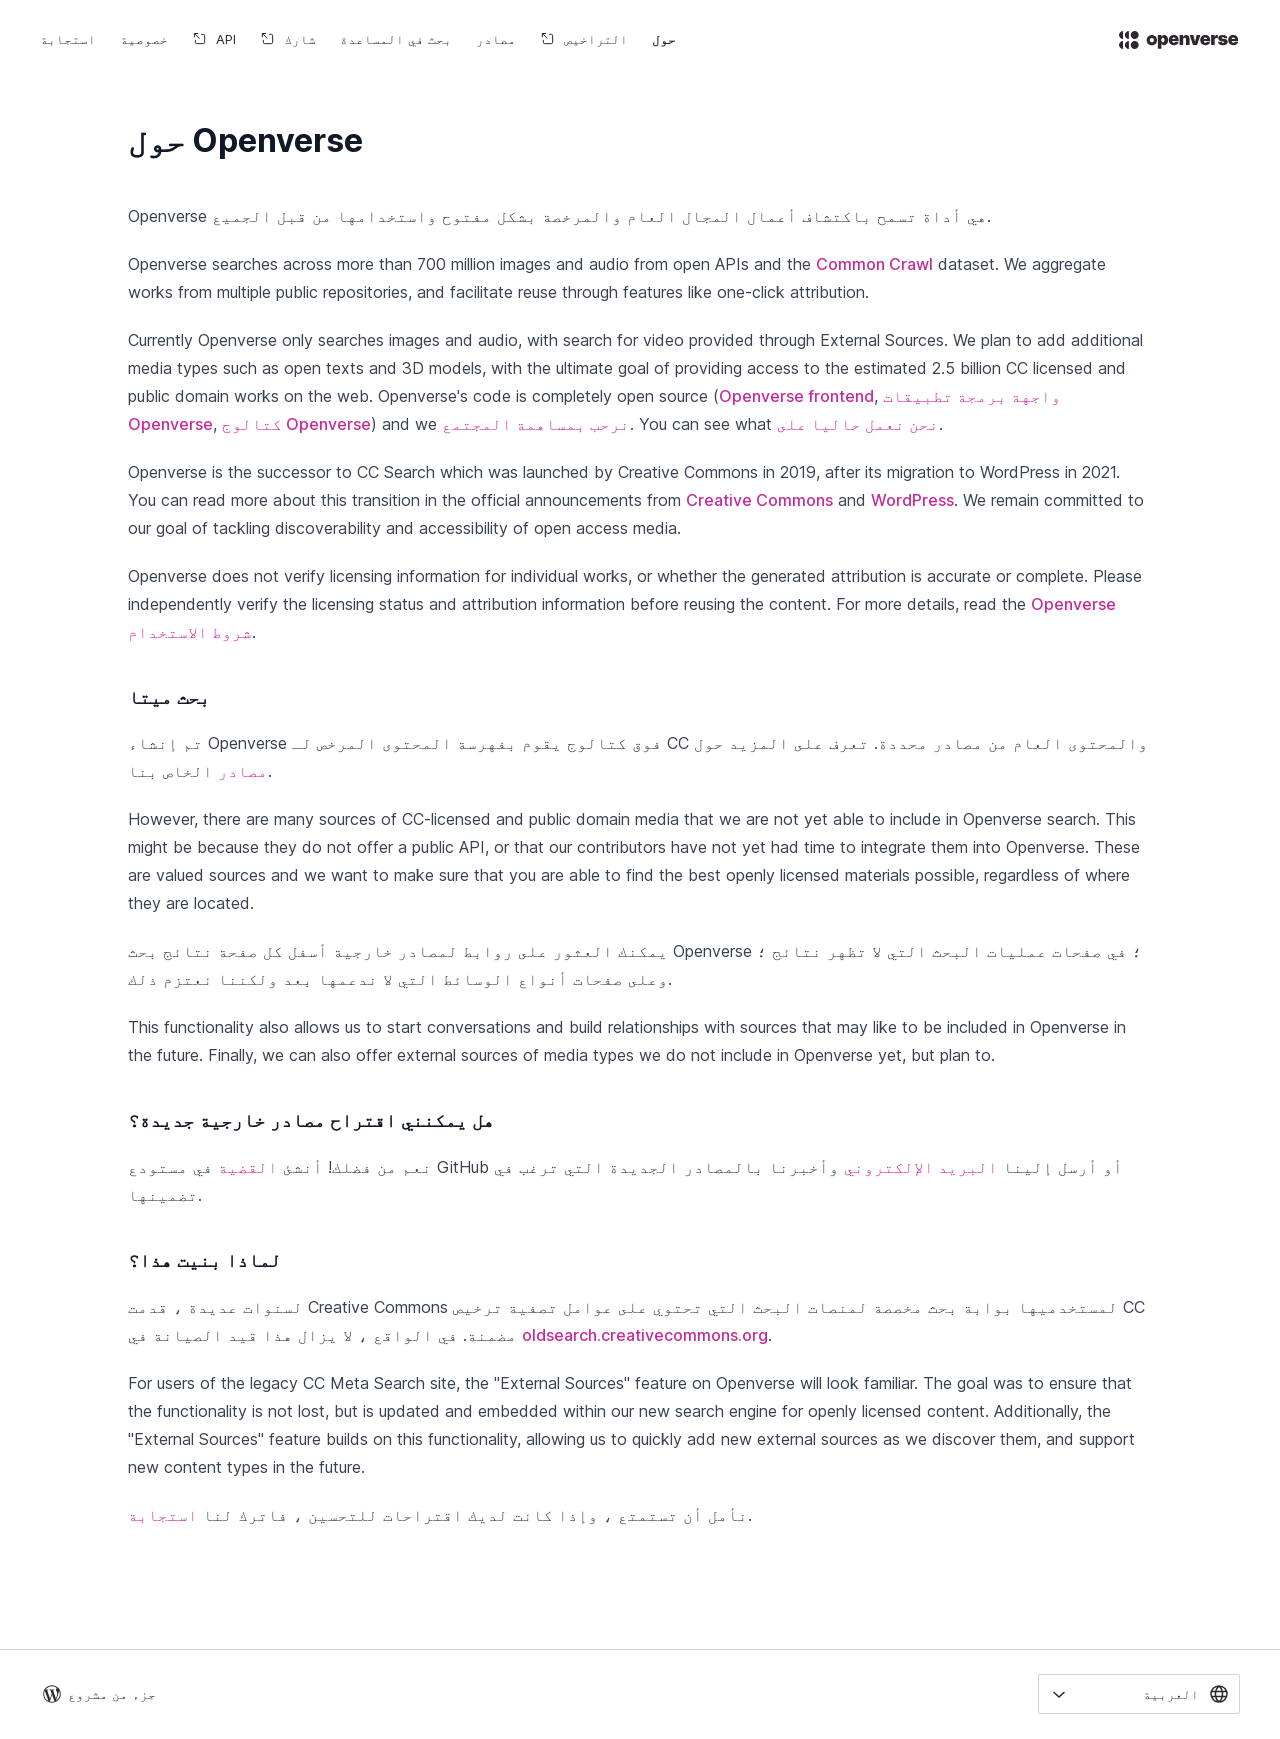 openverse
حول
التراخيص
مصادر
بحث في المساعدة
شارك
API
خصوصية
استجابة
حول Openverse
Openverse هي أداة تسمح باكتشاف أعمال المجال العام والمرخصة بشكل مفتوح واستخدامها من قبل الجميع.
Openverse searches across more than 700 million images and audio from open APIs and the Common Crawl dataset. We aggregate
works from multiple public repositories, and facilitate reuse through features like one-click attribution.
Currently Openverse only searches images and audio, with search for video provided through External Sources. We plan to add additional
media types such as open texts and 3D models, with the ultimate goal of providing access to the estimated 2.5 billion CC licensed and
public domain works on the web. Openverse's code is completely open source (Openverse frontend, واجهة برمجة تطبيقات
Openverse, كتالوج Openverse) and we نرحب بمساهمة المجتمع. You can see what نحن نعمل حاليا على.
Openverse is the successor to CC Search which was launched by Creative Commons in 2019, after its migration to WordPress in 2021.
You can read more about this transition in the official announcements from Creative Commons and WordPress. We remain committed to
our goal of tackling discoverability and accessibility of open access media.
Openverse does not verify licensing information for individual works, or whether the generated attribution is accurate or complete. Please
independently verify the licensing status and attribution information before reusing the content. For more details, read the Openverse
شروط الاستخدام.
بحث ميتا
تم إنشاء Openverse فوق كتالوج يقوم بفهرسة المحتوى المرخص لـ CC والمحتوى العام من مصادر محددة. تعرف على المزيد حول
مصادر الخاص بنا.
However, there are many sources of CC-licensed and public domain media that we are not yet able to include in Openverse search. This
might be because they do not offer a public API, or that our contributors have not yet had time to integrate them into Openverse. These
are valued sources and we want to make sure that you are able to find the best openly licensed materials possible, regardless of where
they are located.
يمكنك العثور على روابط لمصادر خارجية أسفل كل صفحة نتائج بحث Openverse ؛ في صفحات عمليات البحث التي لا تظهر نتائج ؛
وعلى صفحات أنواع الوسائط التي لا ندعمها بعد ولكننا نعتزم ذلك.
This functionality also allows us to start conversations and build relationships with sources that may like to be included in Openverse in
the future. Finally, we can also offer external sources of media types we do not include in Openverse yet, but plan to.
هل يمكنني اقتراح مصادر خارجية جديدة؟
نعم من فضلك! أنشئ القضية في مستودع GitHub أو أرسل إلينا البريد الإلكتروني وأخبرنا بالمصادر الجديدة التي ترغب في
تضمينها.
لماذا بنيت هذا؟
لسنوات عديدة ، قدمت Creative Commons لمستخدميها بوابة بحث مخصصة لمنصات البحث التي تحتوي على عوامل تصفية ترخيص CC
مضمنة. في الواقع ، لا يزال هذا قيد الصيانة في oldsearch.creativecommons.org.
For users of the legacy CC Meta Search site, the "External Sources" feature on Openverse will look familiar. The goal was to ensure that
the functionality is not lost, but is updated and embedded within our new search engine for openly licensed content. Additionally, the
"External Sources" feature builds on this functionality, allowing us to quickly add new external sources as we discover them, and support
new content types in the future.
نأمل أن تستمتع ، وإذا كانت لديك اقتراحات للتحسين ، فاترك لنا استجابة.
العربية
جزء من مشروع